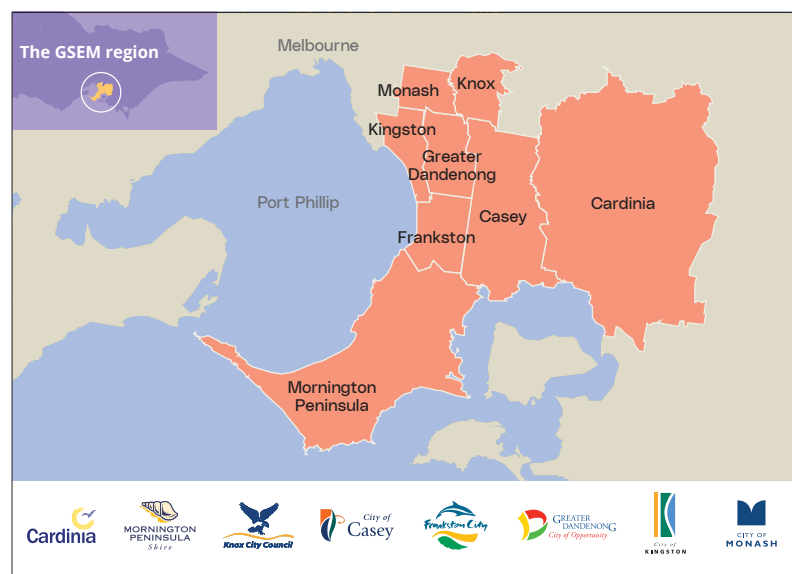 The GSEM region
Melbourne
Monash
Knox
Kingston
Greater
Dandenong
Port Phillip
Casey
Cardinia
Frankston
Mornington
Peninsula
Cardinia
MORNINGTON
PENINSULA
Shire
Knox City Council
City of
Casey
Frankston City
GREATER
DANDENONG
City of Opportunity
City of
KINGSTON
CITY OF
MONASH